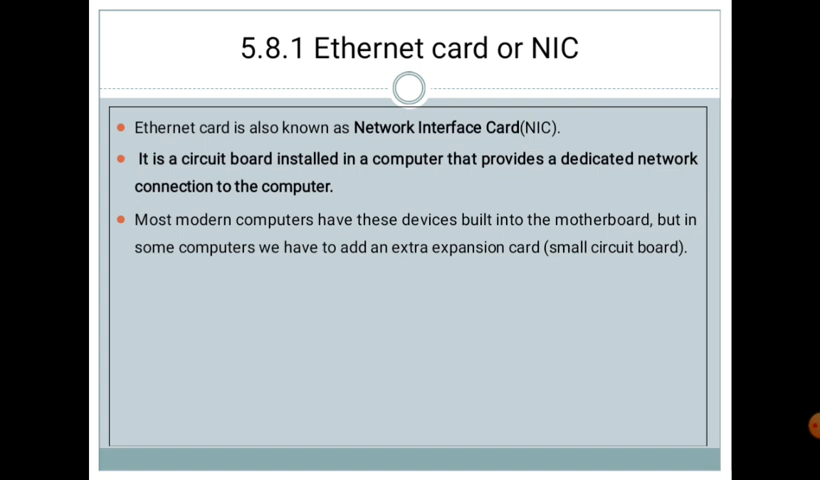 5.8.1 Ethernet card or NIC
Ethernet card is also known as Network Interface Card(NIC).
It is a circuit board installed in a computer that provides a dedicated network
connection to the computer.
Most modern computers have these devices built into the motherboard, but in
some computers we have to add an extra expansion card (small circuit board).